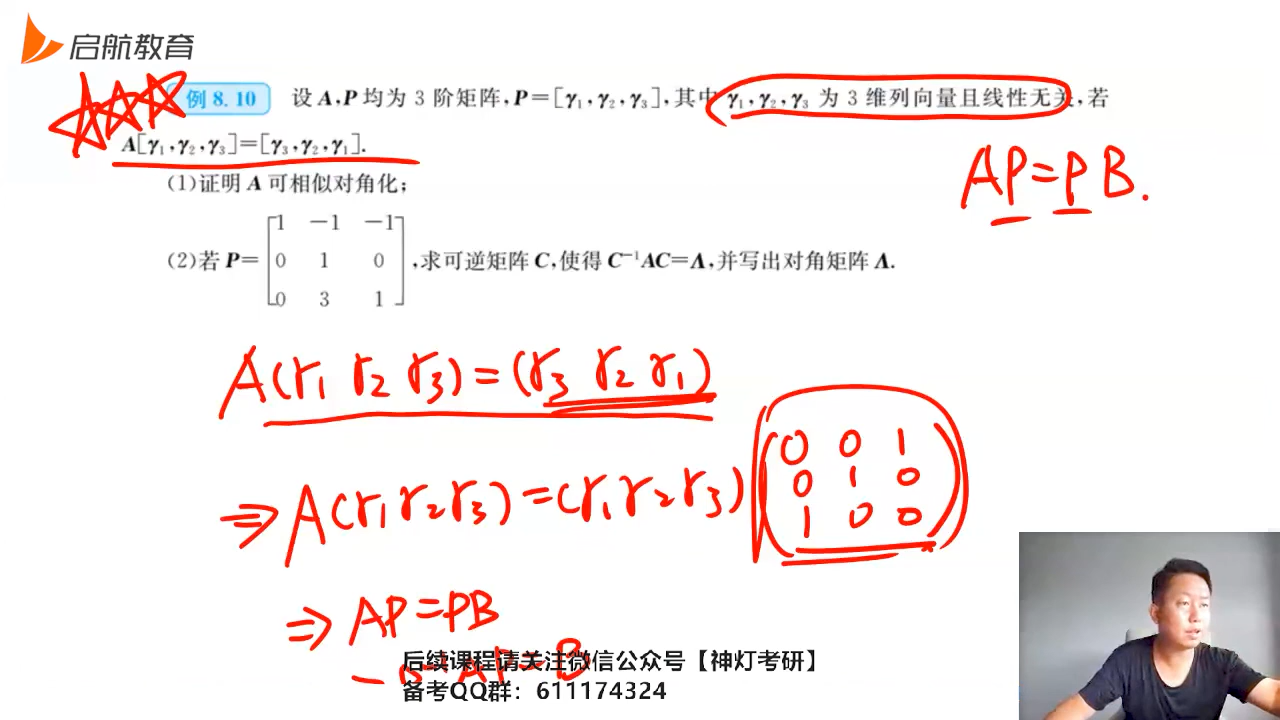 启航教育
例 8.10 设 A,P 均为 3 阶矩阵,P=[γ₁,γ₂,γ₃],其中 γ₁,γ₂,γ₃ 为 3 维列向量且线性无关,若
A[γ₁,γ₂,γ₃]=[γ₃,γ₂,γ₁].
AP=PB.
(1)证明 A 可相似对角化;
(2)若 P=[1 -1 -1
0 1 0
0 3 1],求可逆矩阵 C,使得 C⁻¹AC=Λ,并写出对角矩阵 Λ.
A(γ₁ γ₂ γ₃)=(γ₃ γ₂ γ₁)
⇒ A(γ₁γ₂γ₃)=(γ₁γ₂γ₃)(0 0 1
0 1 0
1 0 0)
⇒ AP=PB
后续课程请关注微信公众号【神灯考研】
备考QQ群：611174324